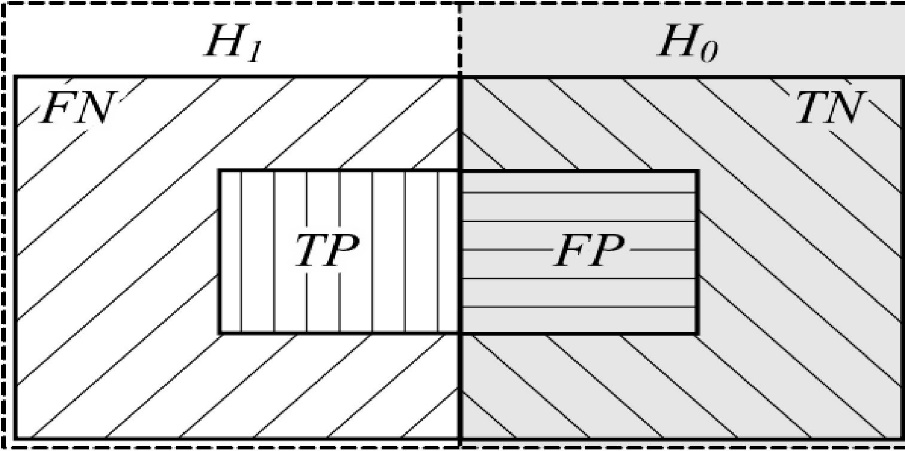 H₁ H₀
FN TN
TP FP